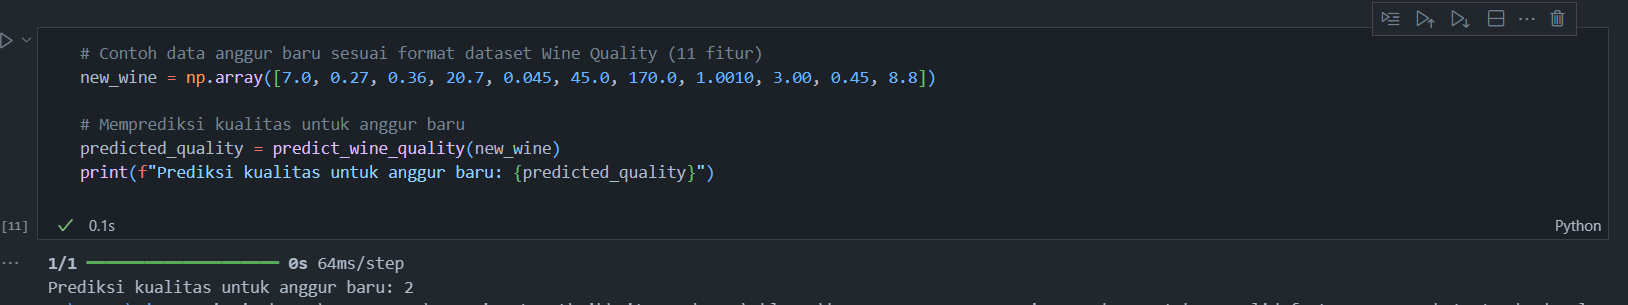 # Contoh data anggur baru sesuai format dataset Wine Quality (11 fitur)
new_wine = np.array([7.0, 0.27, 0.36, 20.7, 0.045, 45.0, 170.0, 1.0010, 3.00, 0.45, 8.8])
# Memprediksi kualitas untuk anggur baru
predicted_quality = predict_wine_quality(new_wine)
print(f"Prediksi kualitas untuk anggur baru: {predicted_quality}")
[11] 0.1s Python
1/1 0s 64ms/step
Prediksi kualitas untuk anggur baru: 2